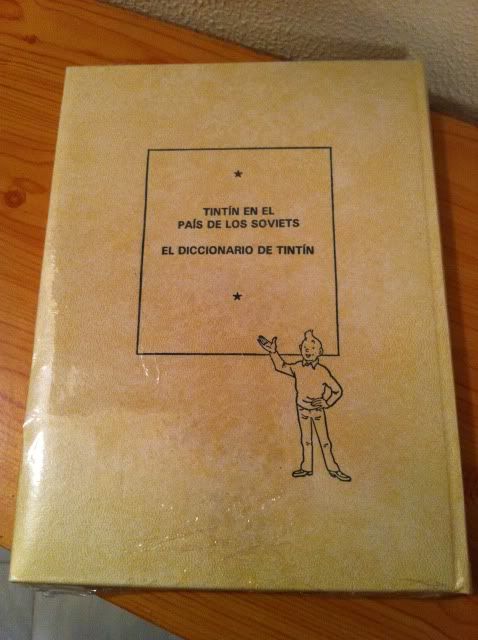 TINTÍN EN EL
PAÍS DE LOS SOVIETS
EL DICCIONARIO DE TINTÍN